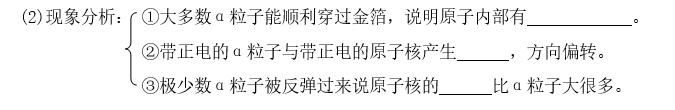 (2)现象分析：①大多数α粒子能顺利穿过金箔，说明原子内部有____________。
②带正电的α粒子与带正电的原子核产生______，方向偏转。
③极少数α粒子被反弹过来说原子核的______比α粒子大很多。